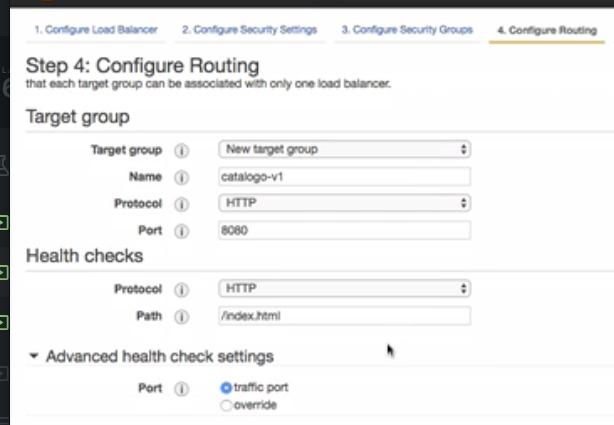 1. Configure Load Balancer 2. Configure Security Settings 3. Configure Security Groups 4. Configure Routing
Step 4: Configure Routing
that each target group can be associated with only one load balancer.
Target group
Target group New target group
Name catalogo-v1
Protocol HTTP
Port 8080
Health checks
Protocol HTTP
Path /index.html
Advanced health check settings
Port traffic port
override